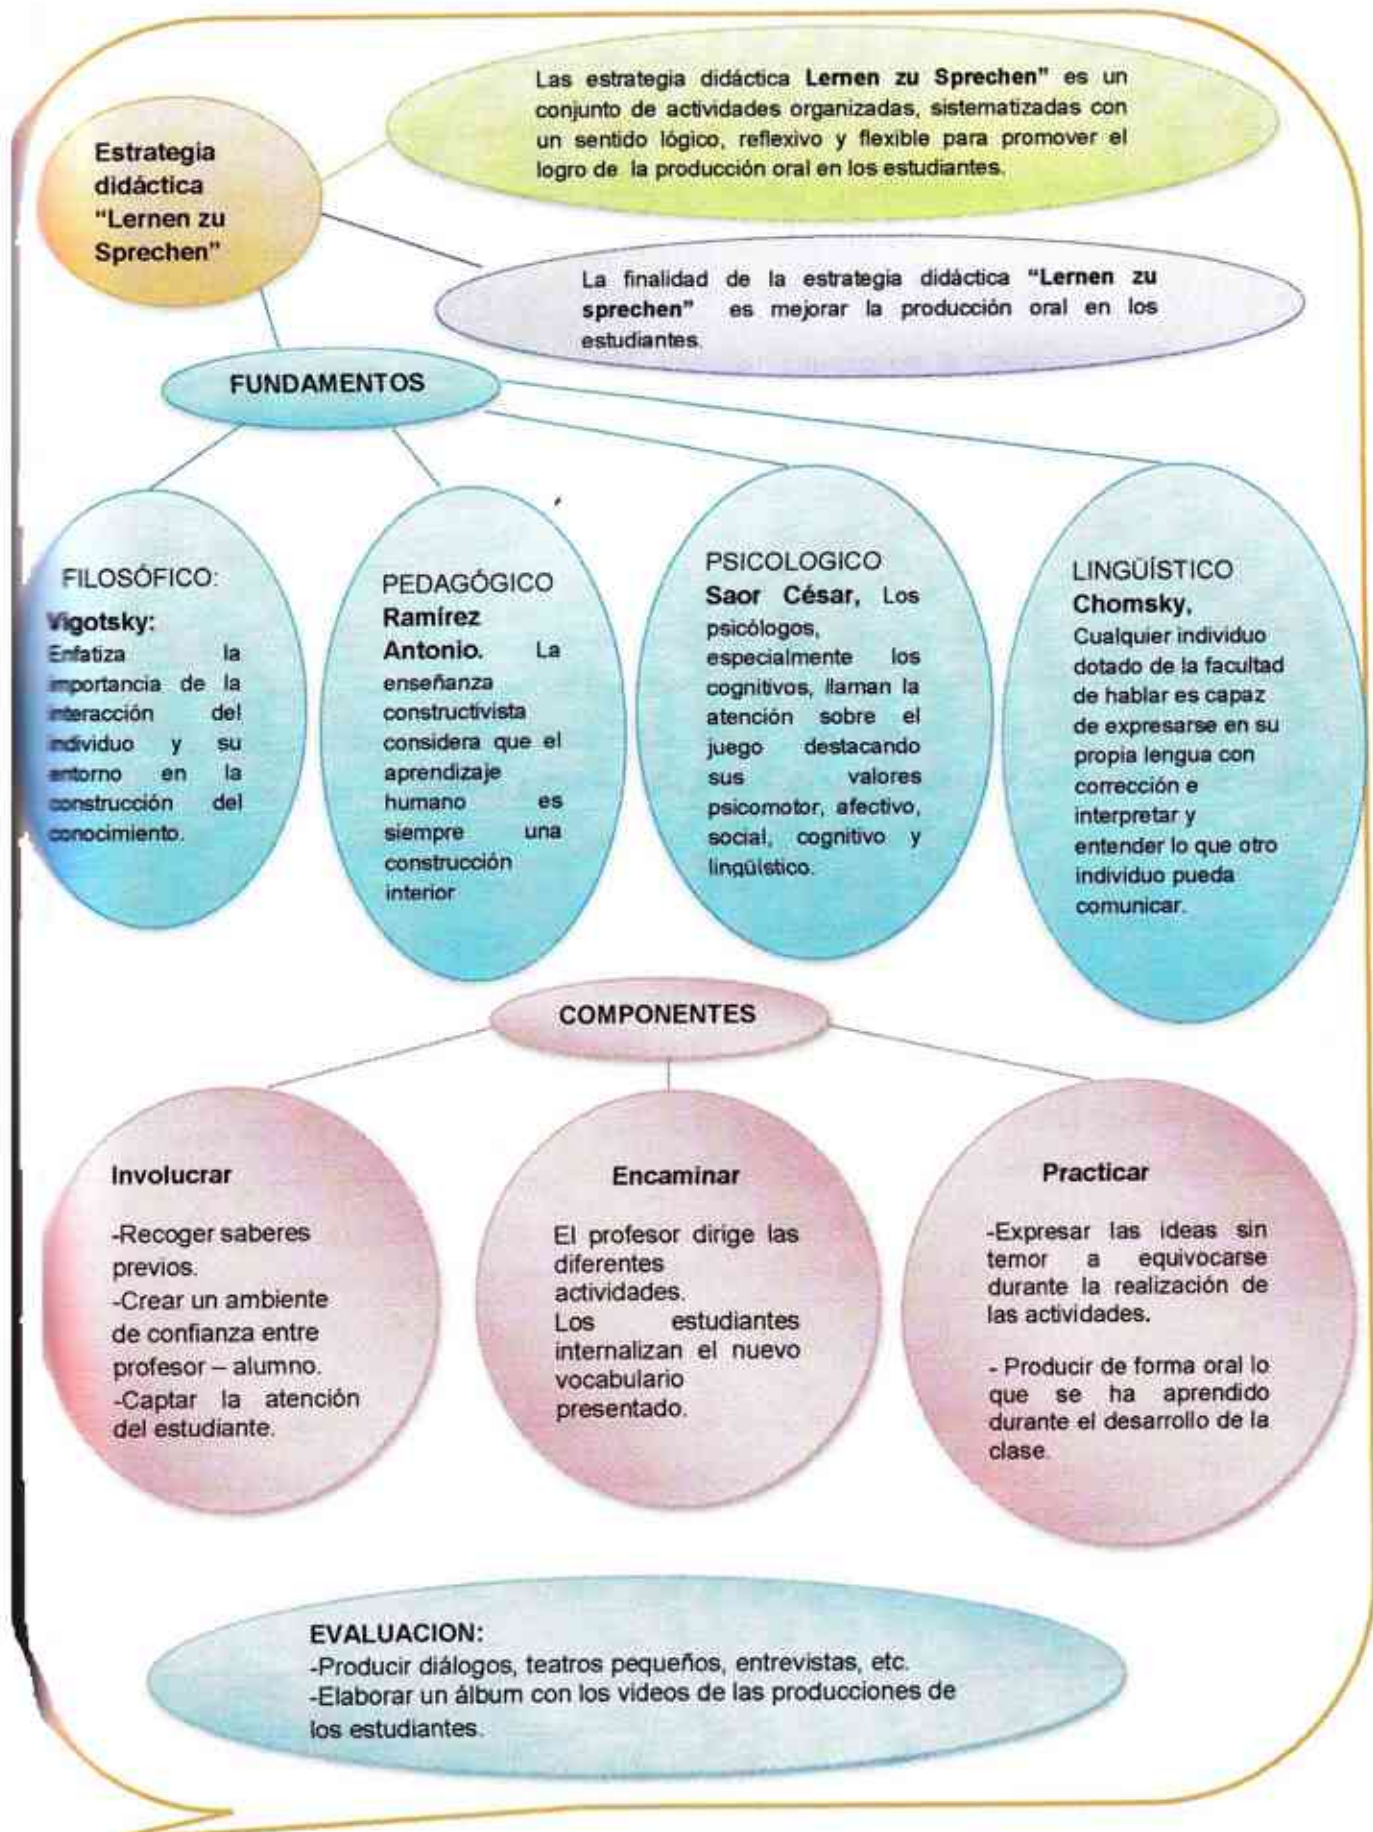 Las estrategia didáctica Lernen zu Sprechen” es un
conjunto de actividades organizadas, sistematizadas con
un sentido lógico, reflexivo y flexible para promover el
logro de la producción oral en los estudiantes.
Estrategia
didáctica
“Lernen zu
Sprechen”
La finalidad de la estrategia didáctica “Lernen zu
sprechen” es mejorar la producción oral en los
estudiantes.
FUNDAMENTOS
FILOSÓFICO:
Vigotsky:
Enfatiza la
importancia de la
interacción del
individuo y su
entorno en la
construcción del
conocimiento.
PEDAGÓGICO
Ramírez
Antonio. La
enseñanza
constructivista
considera que el
aprendizaje
humano es
siempre una
construcción
interior
PSICOLOGICO
Saor César, Los
psicólogos,
especialmente los
cognitivos, llaman la
atención sobre el
juego destacando
sus valores
psicomotor, afectivo,
social, cognitivo y
lingüístico.
LINGÜÍSTICO
Chomsky,
Cualquier individuo
dotado de la facultad
de hablar es capaz
de expresarse en su
propia lengua con
corrección e
interpretar y
entender lo que otro
individuo pueda
comunicar.
COMPONENTES
Involucrar
-Recoger saberes
previos.
-Crear un ambiente
de confianza entre
profesor – alumno.
-Captar la atención
del estudiante.
Encaminar
El profesor dirige las
diferentes
actividades.
Los estudiantes
internalizan el nuevo
vocabulario
presentado.
Practicar
-Expresar las ideas sin
temor a equivocarse
durante la realización de
las actividades.
- Producir de forma oral lo
que se ha aprendido
durante el desarrollo de la
clase.
EVALUACION:
-Producir diálogos, teatros pequeños, entrevistas, etc.
-Elaborar un álbum con los videos de las producciones de
los estudiantes.